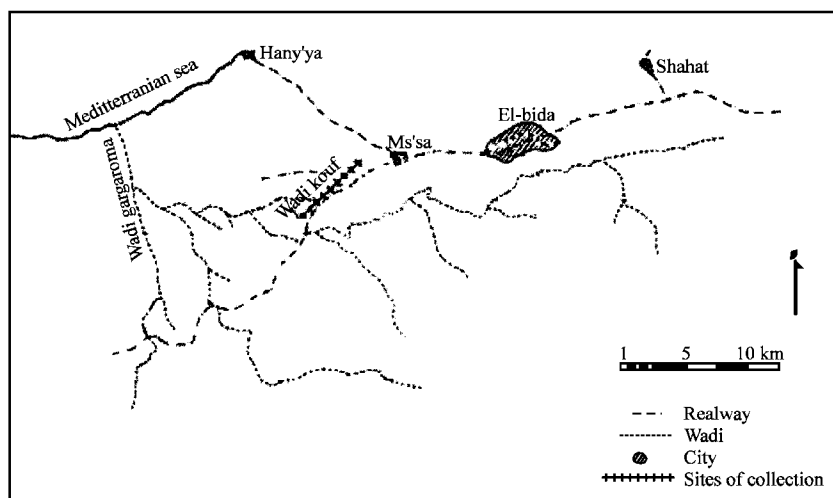 Hany'ya
Shahat
Meditterranian sea
El-bida
Ms'sa
Wadi kouf
Wadi gargaroma
1 5 10 km
Realway
Wadi
City
Sites of collection